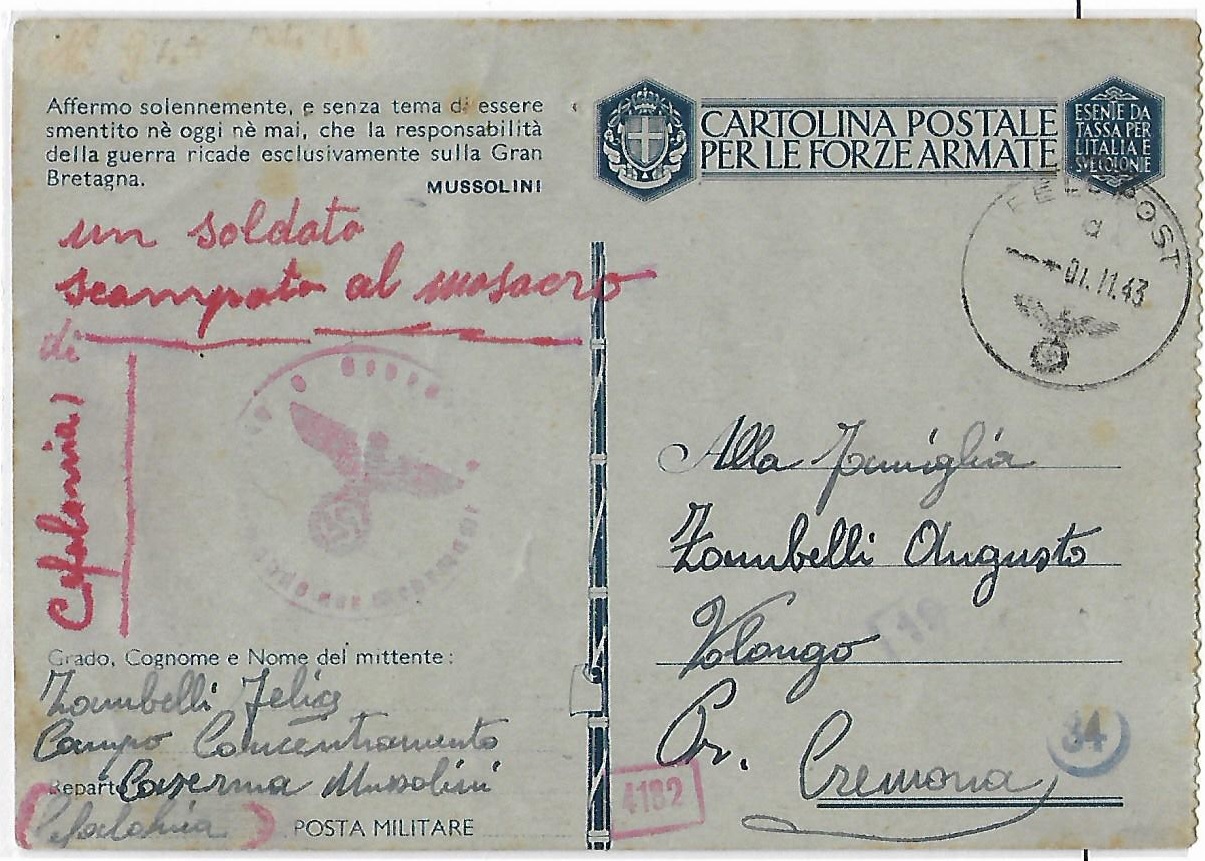 Affermo solennemente, e senza tema di essere
smentito nè oggi nè mai, che la responsabilità
della guerra ricade esclusivamente sulla Gran
Bretagna.
MUSSOLINI
CARTOLINA POSTALE
PER LE FORZE ARMATE
ESENTE DA
TASSA PER
L'ITALIA E
SVE COLONIE
FELDPOST
a
01.11.43
un soldato
scampato al masacro
di
Cefalonia
Alla Famiglia
Zambelli Augusto
Volongo
Pr.
Cremona
34
Grado, Cognome e Nome del mittente:
Zambelli Felice
Campo Concentramento
Reparto Caserma Mussolini
Cefalonia
POSTA MILITARE
4182